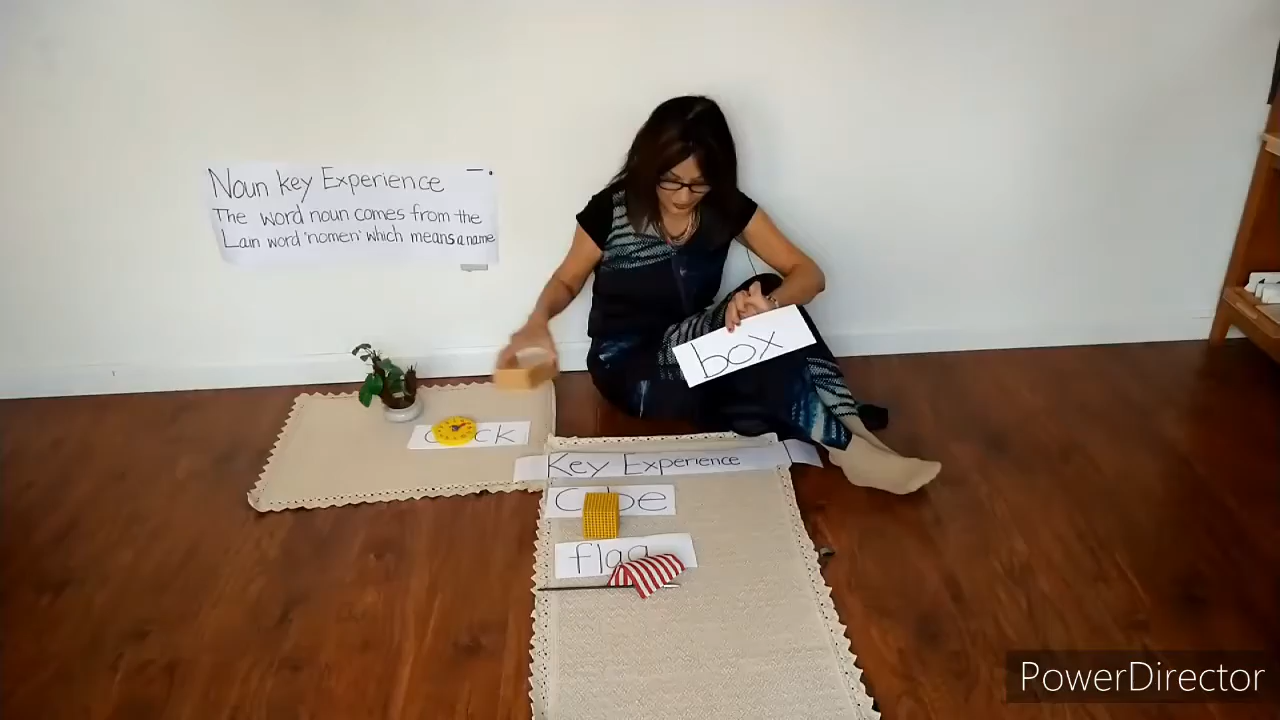 Noun key Experience
The word noun comes from the
Lain word 'nomen' which means a name
box
Key Experience
flag
PowerDirector